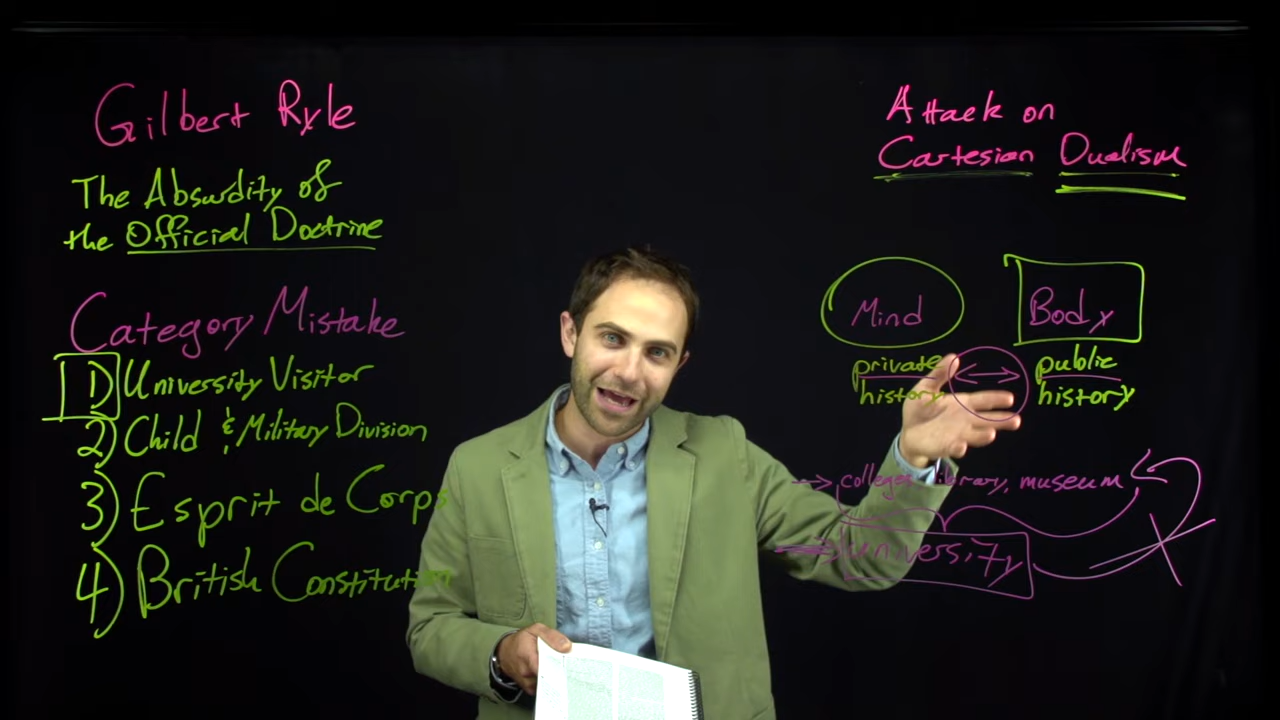 Gilbert Ryle
The Absurdity of
the Official Doctrine
Category Mistake
1) University Visitor
2) Child & Military Division
3) Esprit de Corps
4) British Constitution
Attack on
Cartesian Dualism
Mind
Body
private
history
public
history
colleges, library, museum
university